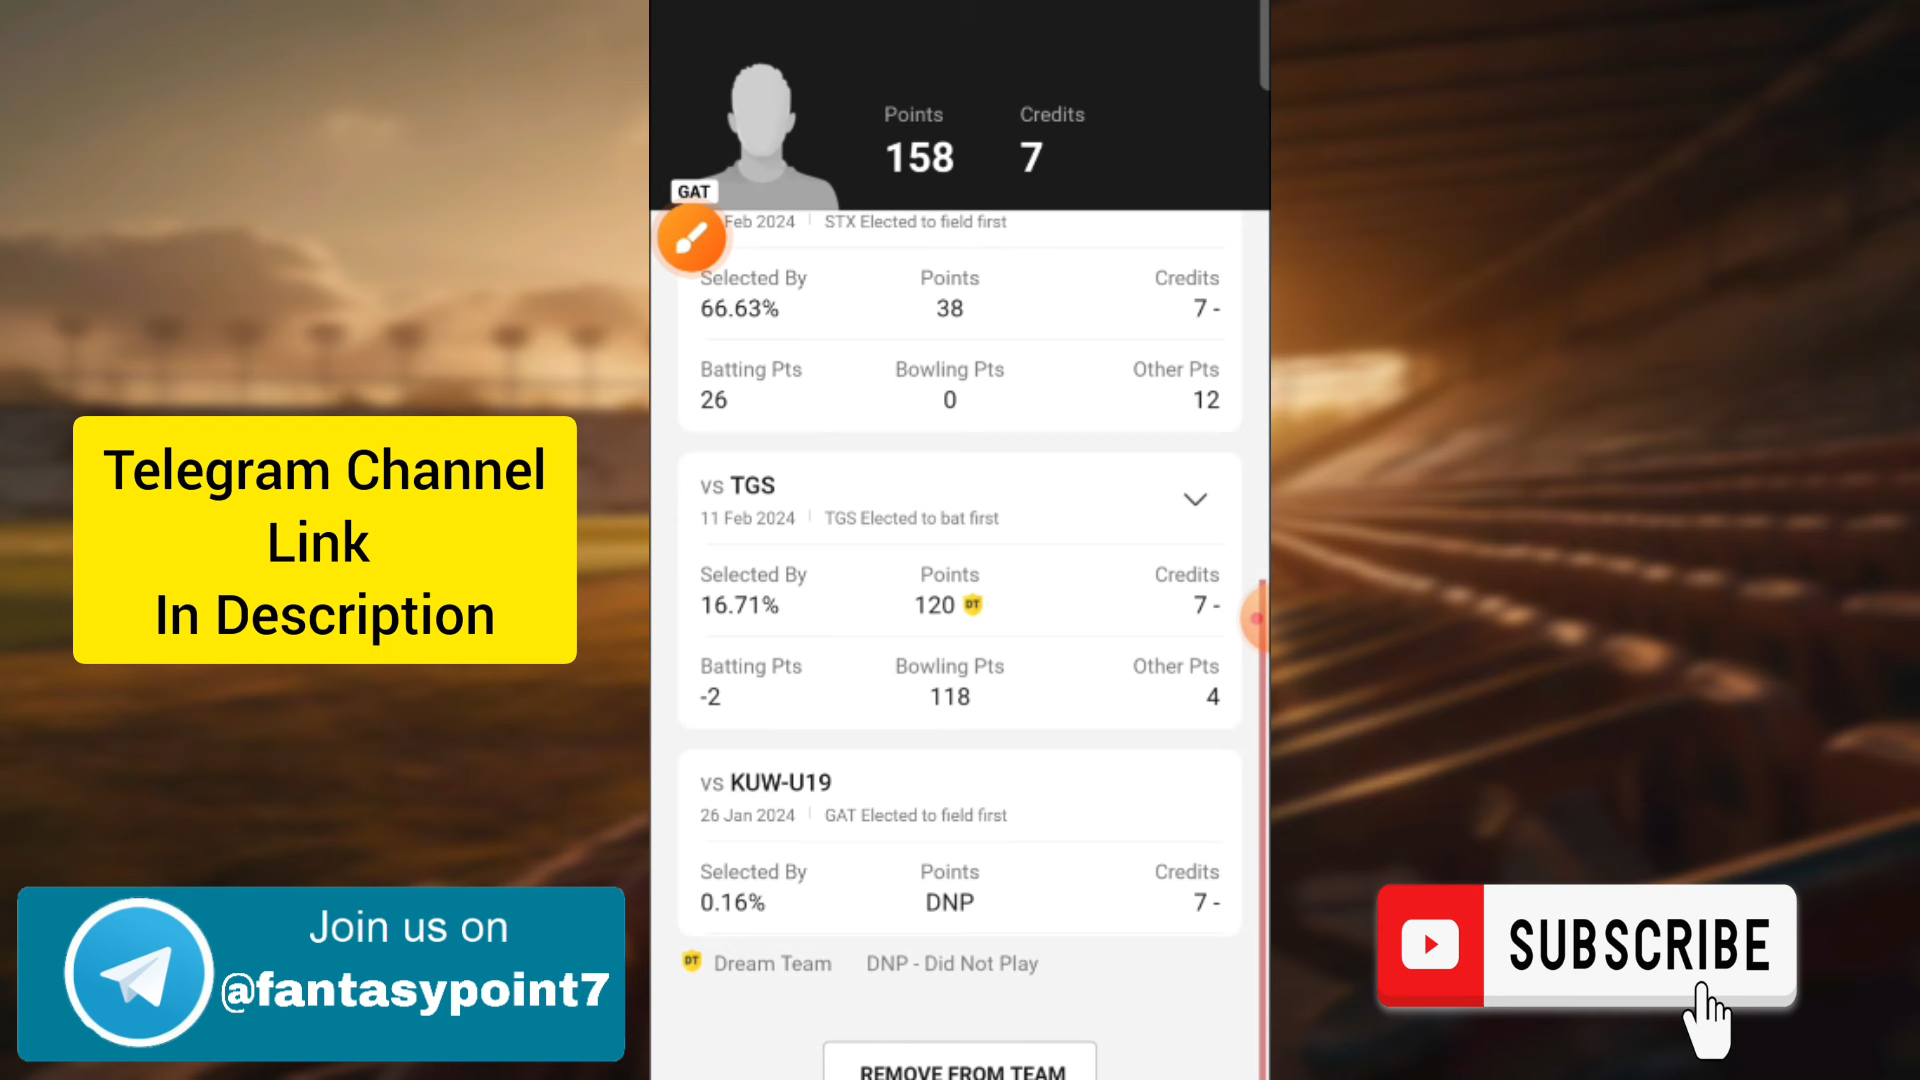 Points Credits
158 7
GAT
Feb 2024 STX Elected to field first
Selected By Points Credits
66.63% 38 7 -
Batting Pts Bowling Pts Other Pts
26 0 12
vs TGS
11 Feb 2024 TGS Elected to bat first
Selected By Points Credits
16.71% 120 DT 7 -
Batting Pts Bowling Pts Other Pts
-2 118 4
vs KUW-U19
26 Jan 2024 GAT Elected to field first
Selected By Points Credits
0.16% DNP 7 -
DT Dream Team DNP - Did Not Play
REMOVE FROM TEAM
Telegram Channel
Link
In Description
Join us on
@fantasypoint7
SUBSCRIBE